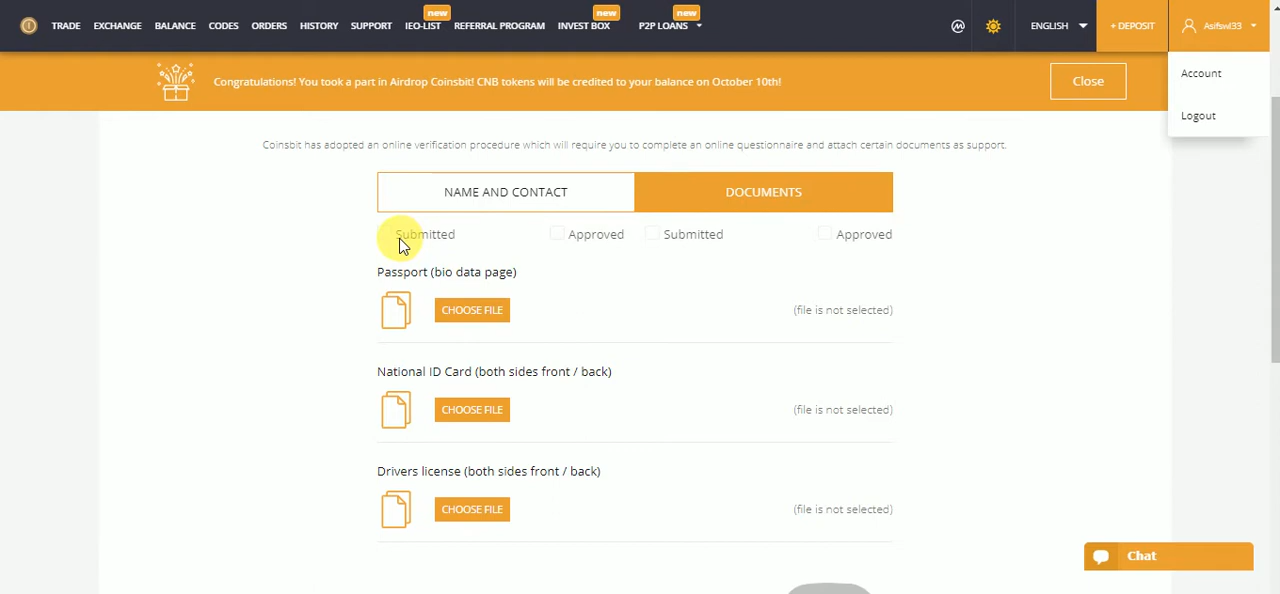 new new new
TRADE EXCHANGE BALANCE CODES ORDERS HISTORY SUPPORT IEO-LIST REFERRAL PROGRAM INVEST BOX P2P LOANS ENGLISH + DEPOSIT Asifswl33
Congratulations! You took a part in Airdrop Coinsbit! CNB tokens will be credited to your balance on October 10th! Close
Account
Logout
Coinsbit has adopted an online verification procedure which will require you to complete an online questionnaire and attach certain documents as support.
NAME AND CONTACT DOCUMENTS
Submitted Approved Submitted Approved
Passport (bio data page)
CHOOSE FILE (file is not selected)
National ID Card (both sides front / back)
CHOOSE FILE (file is not selected)
Drivers license (both sides front / back)
CHOOSE FILE (file is not selected)
Chat